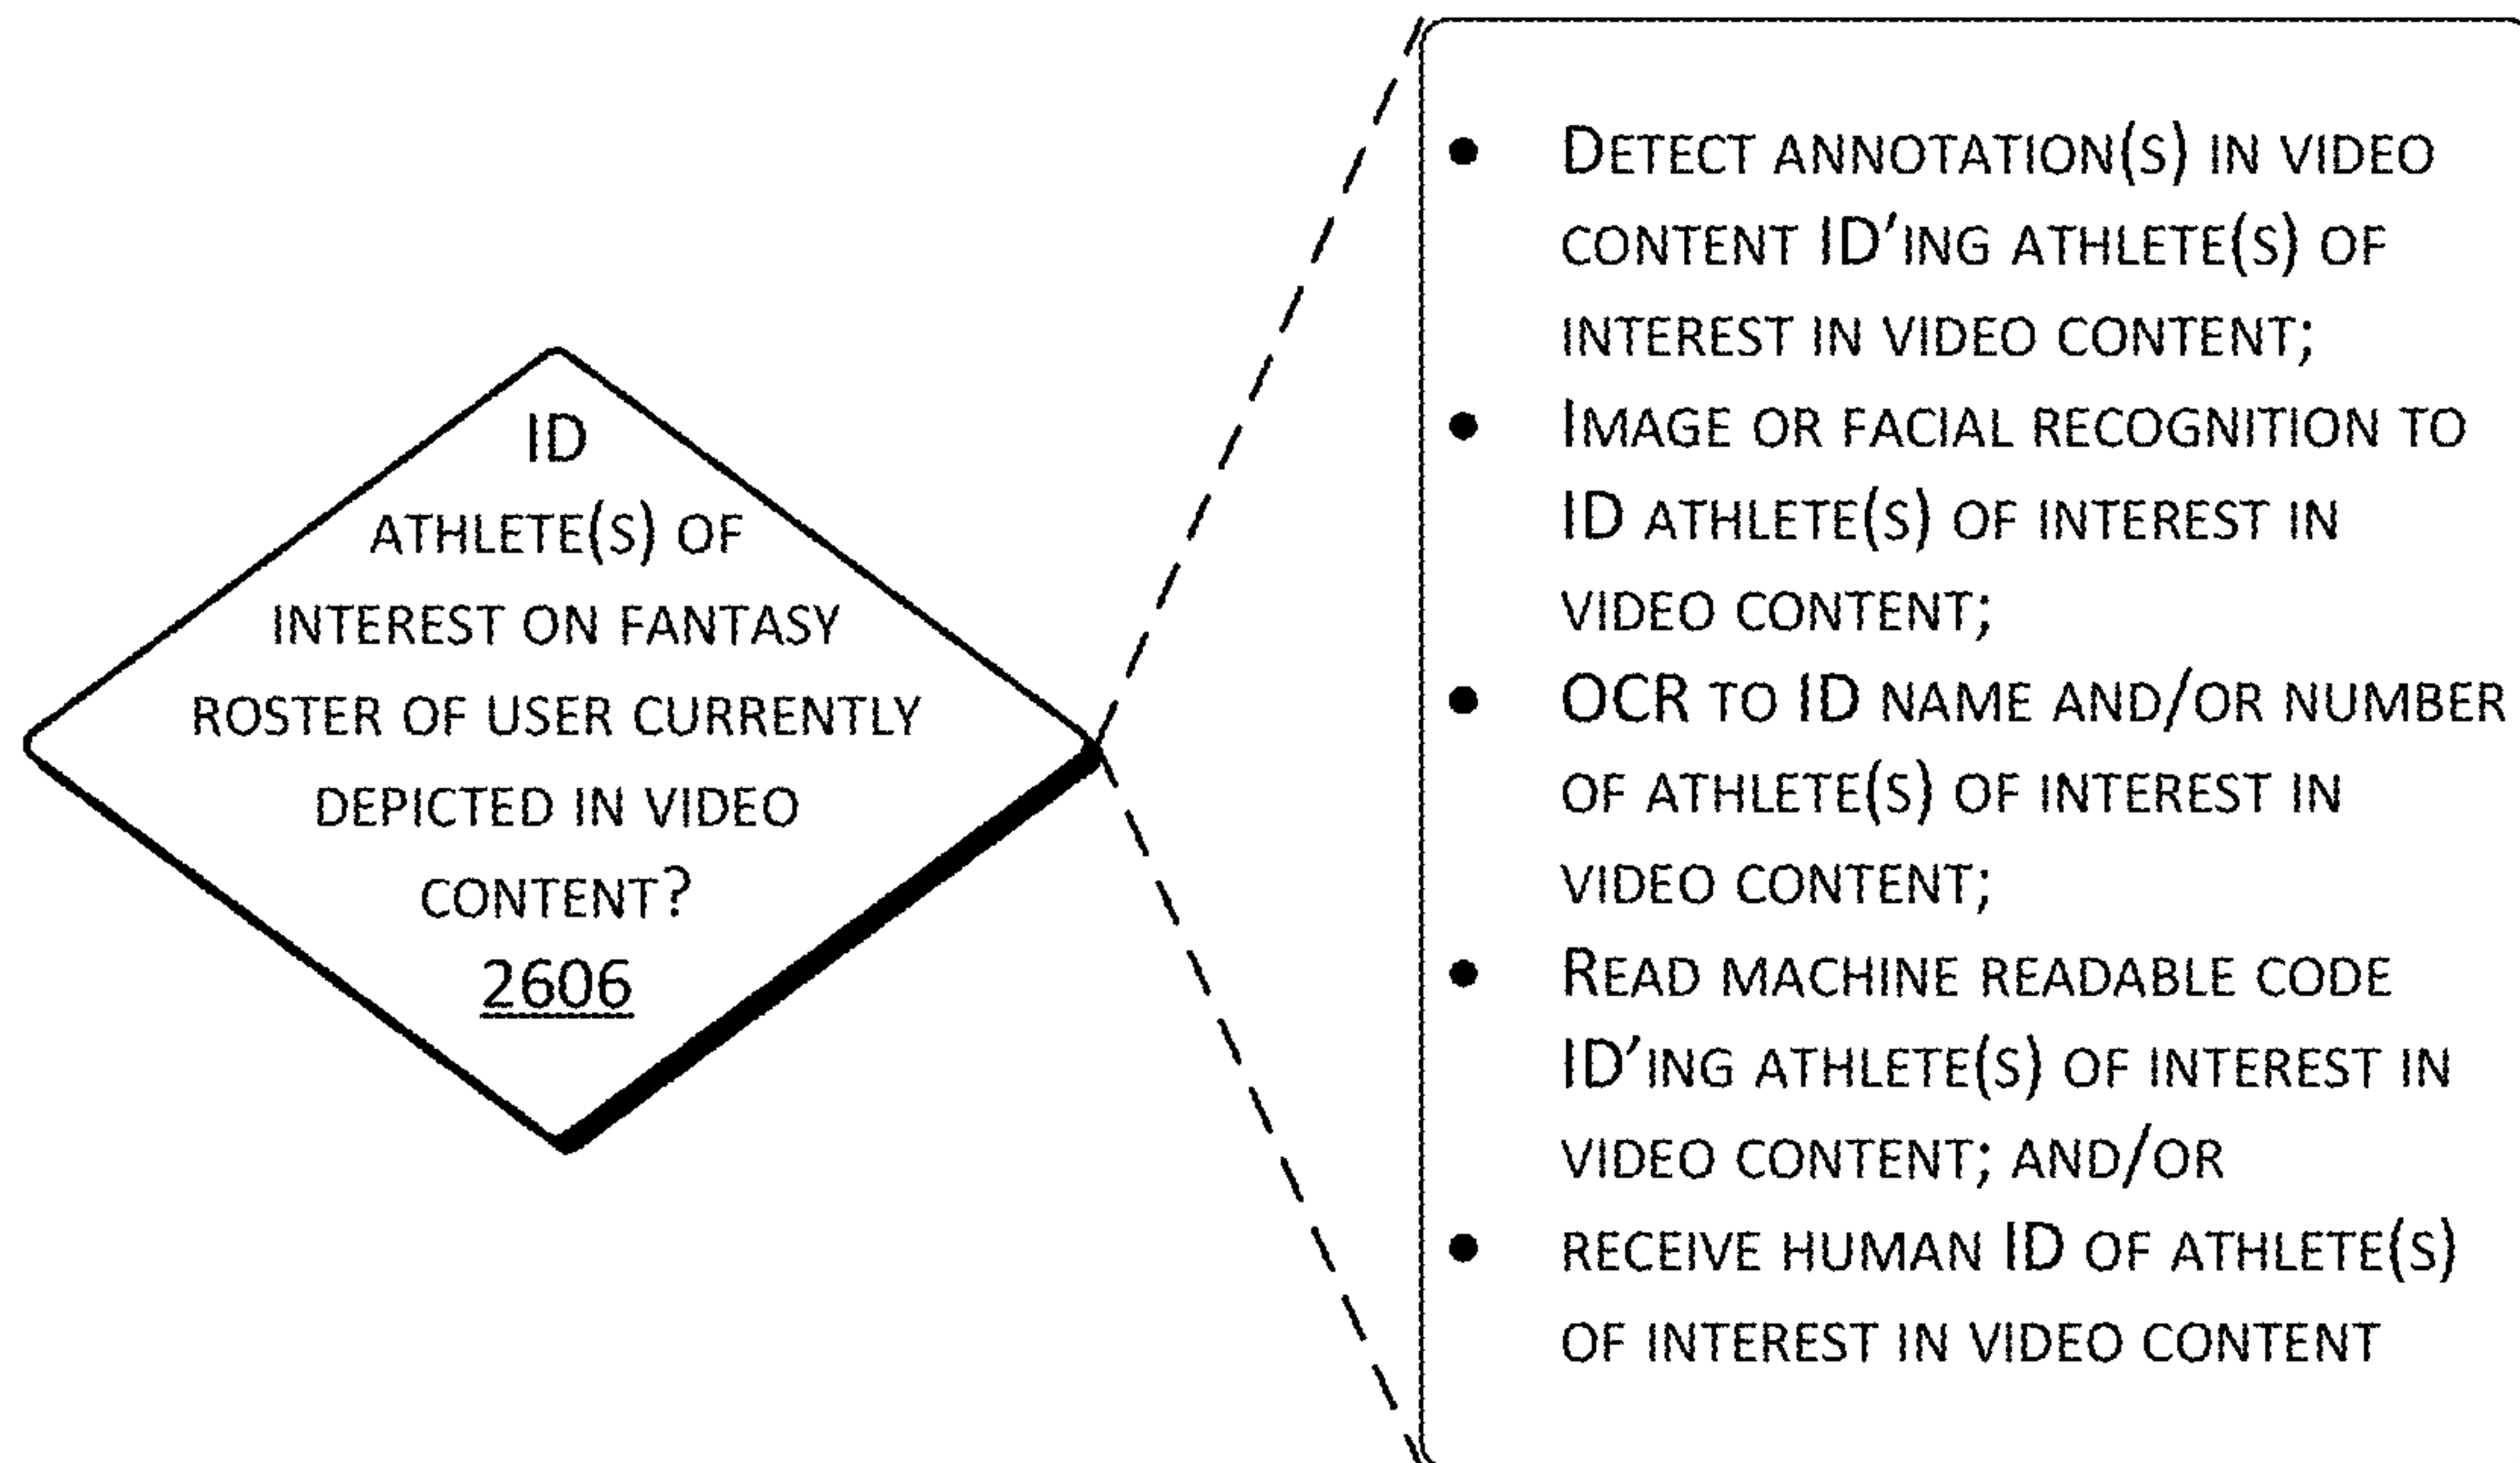 ID
ATHLETE(S) OF
INTEREST ON FANTASY
ROSTER OF USER CURRENTLY
DEPICTED IN VIDEO
CONTENT?
2606
• DETECT ANNOTATION(S) IN VIDEO
CONTENT ID'ING ATHLETE(S) OF
INTEREST IN VIDEO CONTENT;
• IMAGE OR FACIAL RECOGNITION TO
ID ATHLETE(S) OF INTEREST IN
VIDEO CONTENT;
• OCR TO ID NAME AND/OR NUMBER
OF ATHLETE(S) OF INTEREST IN
VIDEO CONTENT;
• READ MACHINE READABLE CODE
ID'ING ATHLETE(S) OF INTEREST IN
VIDEO CONTENT; AND/OR
• RECEIVE HUMAN ID OF ATHLETE(S)
OF INTEREST IN VIDEO CONTENT